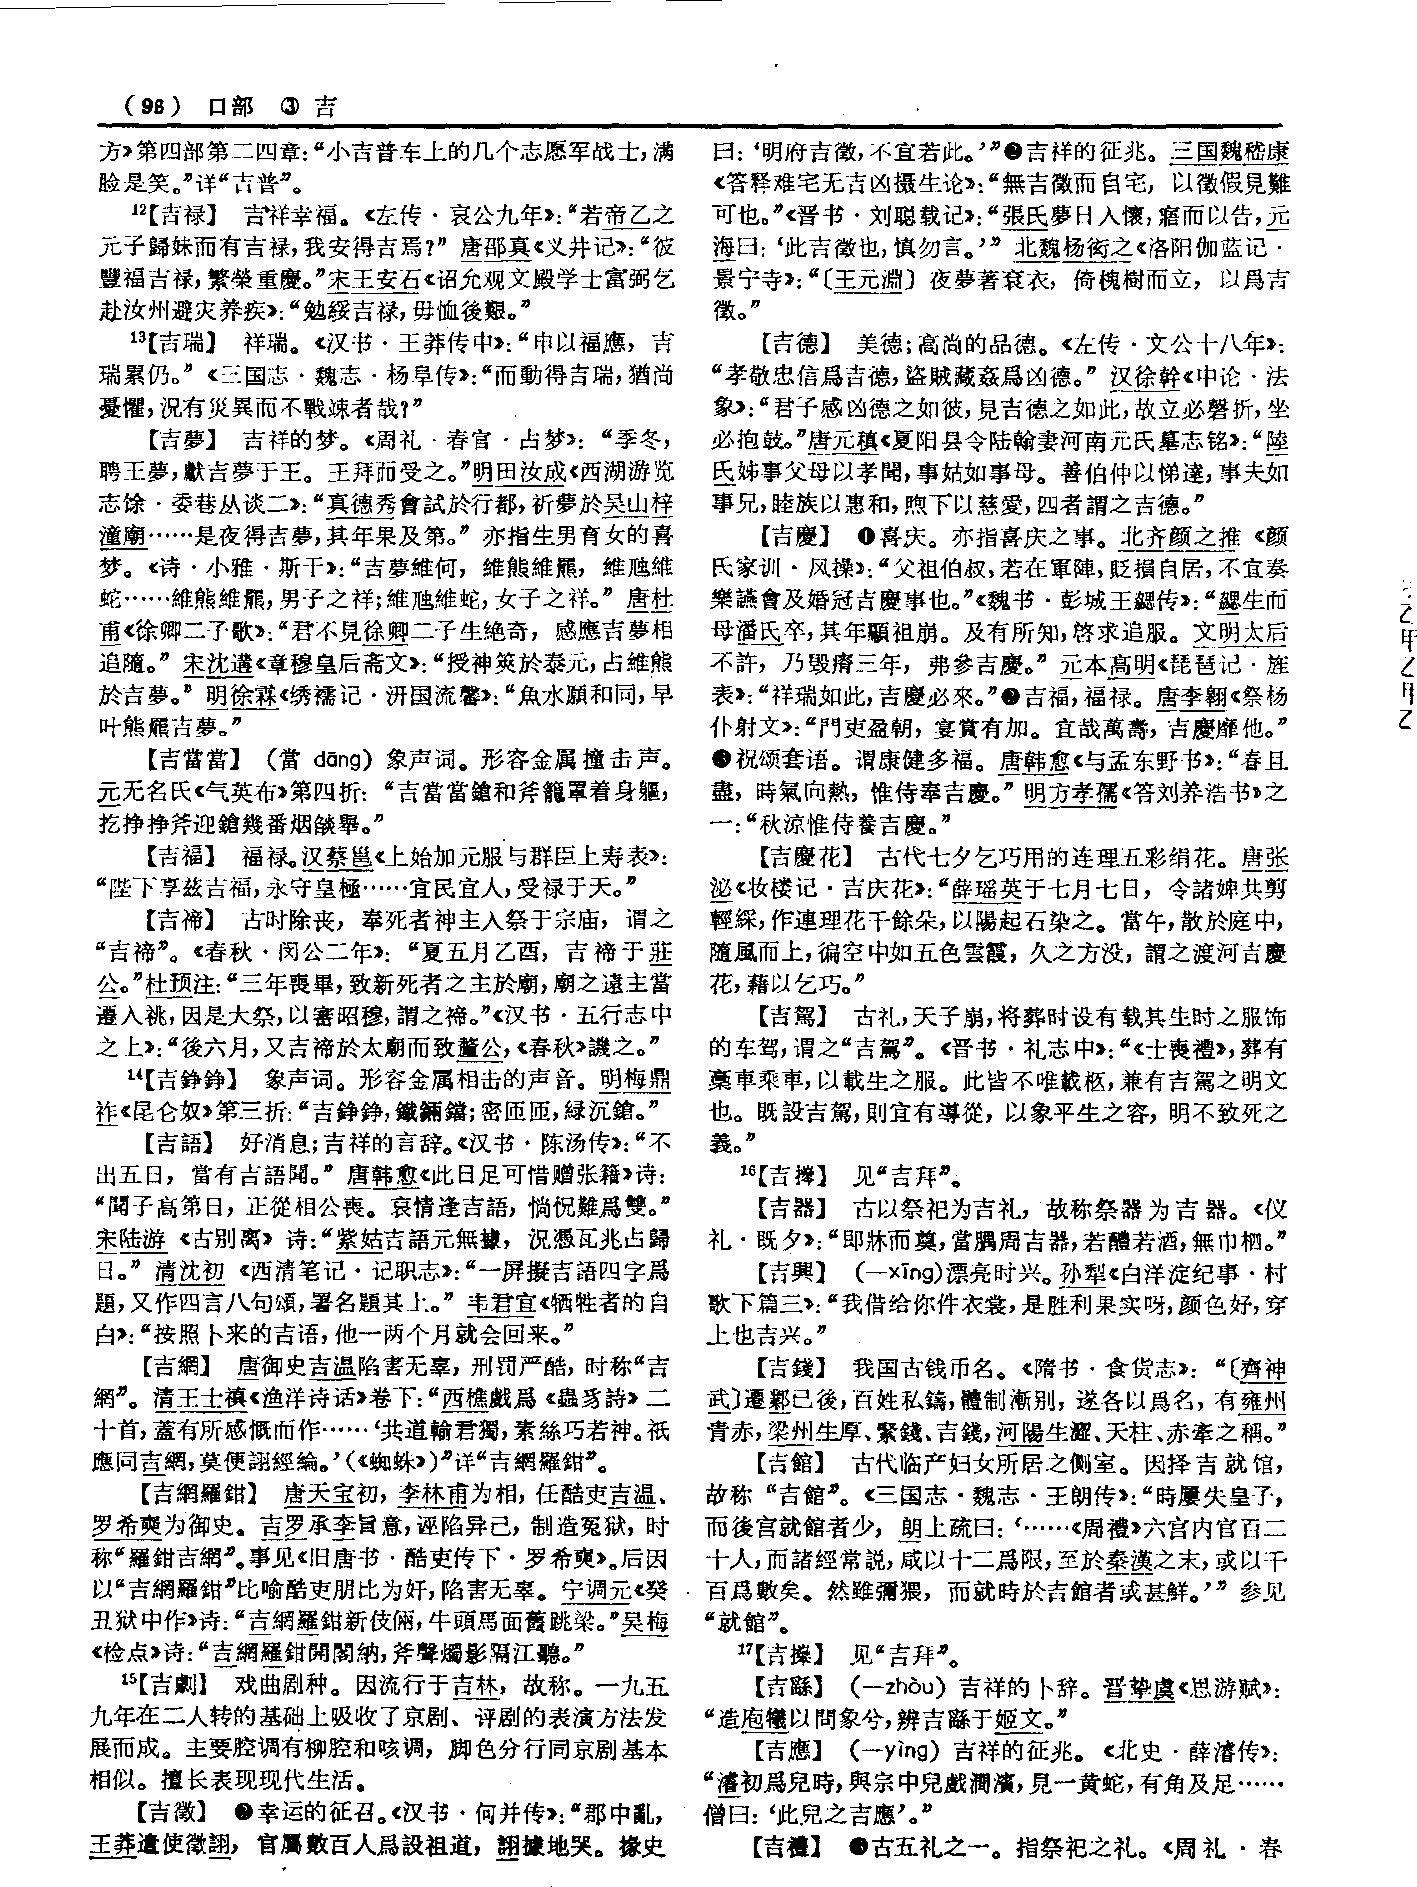 （96） 口部 ③ 吉
方》第四部第二四章：“小吉普车上的几个志愿军战士，满
脸是笑。”详“吉普”。
12【吉禄】 吉祥幸福。《左传·哀公九年》：“若帝乙之
元子歸妹而有吉禄，我安得吉焉？” 唐邵真《义井记》：“彼
豐福吉禄，繁榮重慶。”宋王安石《诏允观文殿学士富弼乞
赴汝州避灾养疾》：“勉綏吉禄，毋恤後艱。”
13【吉瑞】 祥瑞。《汉书·王莽传中》：“申以福應，吉
瑞累仍。”《三国志·魏志·杨阜传》：“而動得吉瑞，猶尚
憂懼，況有災異而不戰竦者哉？”
【吉夢】 吉祥的梦。《周礼·春官·占梦》：“季冬，
聘王夢，獻吉夢于王。王拜而受之。”明田汝成《西湖游览
志馀·委巷丛谈二》：“真德秀會試於行都，祈夢於吴山梓
潼廟……是夜得吉夢，其年果及第。” 亦指生男育女的喜
梦。《诗·小雅·斯干》：“吉夢維何，維熊維羆，維虺維
蛇……維熊維羆，男子之祥；維虺維蛇，女子之祥。” 唐杜
甫《徐卿二子歌》：“君不見徐卿二子生絶奇，感應吉夢相
追隨。” 宋沈遘《章穆皇后斋文》：“授神筴於泰元，占維熊
於吉夢。” 明徐霖《绣襦记·汧国流馨》：“魚水願和同，早
叶熊羆吉夢。”
【吉當當】 （當 dāng）象声词。形容金属撞击声。
元无名氏《气英布》第四折：“吉當當鎗和斧籠罩着身軀，
扢挣挣斧迎鎗幾番烟燄舉。”
【吉福】 福禄。汉蔡邕《上始加元服与群臣上寿表》：
“陛下享兹吉福，永守皇極……宜民宜人，受禄于天。”
【吉禘】 古时除丧，奉死者神主入祭于宗庙，谓之
“吉禘”。《春秋·闵公二年》：“夏五月乙酉，吉禘于莊
公。”杜预注：“三年喪畢，致新死者之主於廟，廟之遠主當
遷入祧，因是大祭，以審昭穆，謂之禘。”《汉书·五行志中
之上》：“後六月，又吉禘於太廟而致釐公，《春秋》譏之。”
14【吉錚錚】 象声词。形容金属相击的声音。明梅鼎
祚《昆仑奴》第三折：“吉錚錚，鐵鋪鐺；密匝匝，緑沉鎗。”
【吉語】 好消息；吉祥的言辞。《汉书·陈汤传》：“不
出五日，當有吉語聞。” 唐韩愈《此日足可惜赠张籍》诗：
“聞子高第日，正從相公喪。哀情逢吉語，惝怳難爲雙。”
宋陆游《古别离》诗：“紫姑吉語元無據，況憑瓦兆占歸
日。” 清沈初《西清笔记·记职志》：“一屏擬吉語四字爲
題，又作四言八句頌，署名題其上。” 韦君宜《牺牲者的自
白》：“按照卜来的吉语，他一两个月就会回来。”
【吉網】 唐御史吉温陷害无辜，刑罚严酷，时称“吉
網”。清王士禛《渔洋诗话》卷下：“西樵戲爲《蟲豸詩》二
十首，蓋有所感慨而作……‘共道輸君獨，素絲巧若神。祇
應同吉網，莫便詡經綸。’（《蜘蛛》）”详“吉網羅鉗”。
【吉網羅鉗】 唐天宝初，李林甫为相，任酷吏吉温、
罗希奭为御史。吉罗承李旨意，诬陷异己，制造冤狱，时
称“羅鉗吉網”。事见《旧唐书·酷吏传下·罗希奭》。后因
以“吉網羅鉗”比喻酷吏朋比为奸，陷害无辜。宁调元《癸
丑狱中作》诗：“吉網羅鉗新伎倆，牛頭馬面舊跳梁。”吴梅
《检点》诗：“吉網羅鉗開閣納，斧聲燭影隔江聽。”
15【吉劇】 戏曲剧种。因流行于吉林，故称。一九五
九年在二人转的基础上吸收了京剧、评剧的表演方法发
展而成。主要腔调有柳腔和咳调，脚色分行同京剧基本
相似。擅长表现现代生活。
【吉徵】 ❶幸运的征召。《汉书·何并传》：“郡中亂，
王莽遣使徵詡，官屬數百人爲設祖道，詡據地哭。掾史
曰：‘明府吉徵，不宜若此。’”❷吉祥的征兆。三国魏嵇康
《答释难宅无吉凶摄生论》：“無吉徵而自宅，以徵假見難
可也。”《晋书·刘聪载记》：“張氏夢日入懷，寤而以告，元
海曰：‘此吉徵也，慎勿言。’” 北魏杨衒之《洛阳伽蓝记·
景宁寺》：“〔王元淵〕夜夢著衮衣，倚槐樹而立，以爲吉
徵。”
【吉德】 美德；高尚的品德。《左传·文公十八年》：
“孝敬忠信爲吉德，盜賊藏姦爲凶德。” 汉徐幹《中论·法
象》：“君子感凶德之如彼，見吉德之如此，故立必磬折，坐
必抱鼓。”唐元稹《夏阳县令陆翰妻河南元氏墓志铭》：“陸
氏姊事父母以孝聞，事姑如事母。善伯仲以悌達，事夫如
事兄，睦族以惠和，煦下以慈愛，四者謂之吉德。”
【吉慶】 ❶喜庆。亦指喜庆之事。北齐颜之推《颜
氏家训·风操》：“父祖伯叔，若在軍陣，貶損自居，不宜奏
樂讌會及婚冠吉慶事也。”《魏书·彭城王勰传》：“勰生而
母潘氏卒，其年顯祖崩。及有所知，啓求追服。文明太后
不許，乃毁瘠三年，弗參吉慶。” 元本高明《琵琶记·旌
表》：“祥瑞如此，吉慶必來。”❷吉福，福禄。唐李翱《祭杨
仆射文》：“門吏盈朝，宴賞有加。宜哉萬壽，吉慶靡他。”
❸祝颂套语。谓康健多福。唐韩愈《与孟东野书》：“春且
盡，時氣向熱，惟侍奉吉慶。” 明方孝孺《答刘养浩书》之
一：“秋涼惟侍養吉慶。”
【吉慶花】 古代七夕乞巧用的连理五彩绢花。唐张
泌《妆楼记·吉庆花》：“薛瑶英于七月七日，令諸婢共剪
輕綵，作連理花千餘朵，以陽起石染之。當午，散於庭中，
隨風而上，徧空中如五色雲霞，久之方没，謂之渡河吉慶
花，藉以乞巧。”
【吉駕】 古礼，天子崩，将葬时设有载其生时之服饰
的车驾，谓之“吉駕”。《晋书·礼志中》：“《士喪禮》，葬有
稾車乘車，以載生之服。此皆不唯載柩，兼有吉駕之明文
也。既設吉駕，則宜有導從，以象平生之容，明不致死之
義。”
16【吉㩃】 见“吉拜”。
【吉器】 古以祭祀为吉礼，故称祭器为吉器。《仪
礼·既夕》：“即牀而奠，當腢用吉器，若醴若酒，無巾柶。”
【吉興】 （—xīng）漂亮时兴。孙犁《白洋淀纪事·村
歌下篇三》：“我借给你件衣裳，是胜利果实呀，颜色好，穿
上也吉兴。”
【吉錢】 我国古钱币名。《隋书·食货志》：“〔齊神
武〕遷鄴已後，百姓私鑄，體制漸别，遂各以爲名，有雍州
青赤，梁州生厚、緊錢、吉錢，河陽生澀、天柱、赤牽之稱。”
【吉館】 古代临产妇女所居之侧室。因择吉就馆，
故称“吉館”。《三国志·魏志·王朗传》：“時屢失皇子，
而後宫就館者少，朗上疏曰：‘……《周禮》六宫内官百二
十人，而諸經常説，咸以十二爲限，至於秦漢之末，或以千
百爲數矣。然雖彌猥，而就時於吉館者或甚鮮。’” 参见
“就館”。
17【吉㩃】 见“吉拜”。
【吉繇】 （—zhòu）吉祥的卜辞。晋挚虞《思游赋》：
“造庖犧以問象兮，辨吉繇于姬文。”
【吉應】 （—yìng）吉祥的征兆。《北史·薛濬传》：
“濬初爲兒時，與宗中兒戲澗濱，見一黄蛇，有角及足……
僧曰：‘此兒之吉應’。”
【吉禮】 ❶古五礼之一。指祭祀之礼。《周礼·春